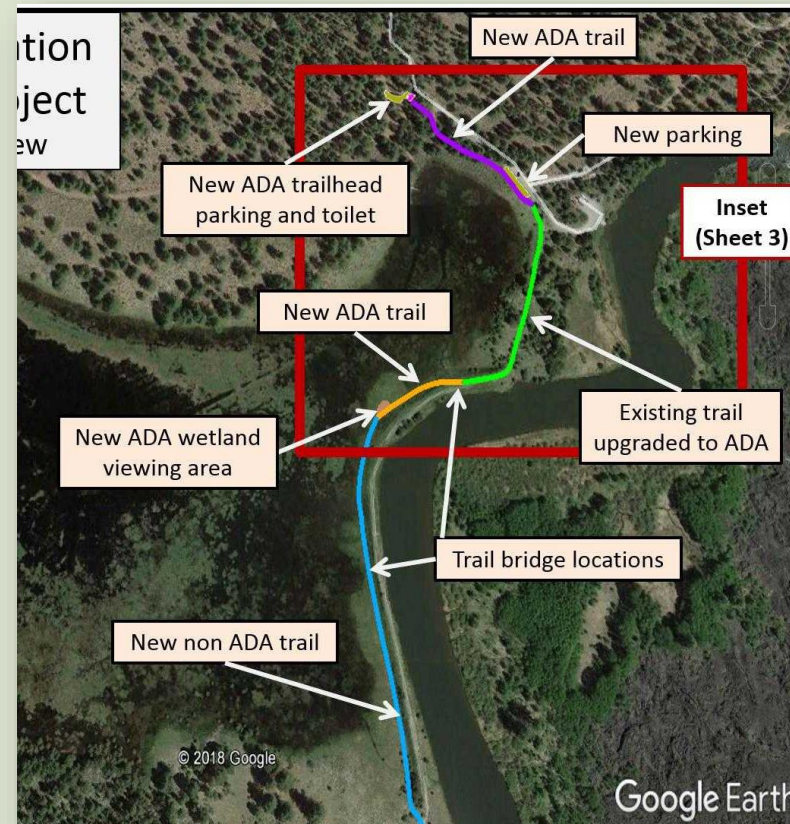 ation
oject
ew
New ADA trail
New parking
New ADA trailhead
parking and toilet
Inset
(Sheet 3)
New ADA trail
Existing trail
upgraded to ADA
New ADA wetland
viewing area
Trail bridge locations
New non ADA trail
© 2018 Google
Google Earth